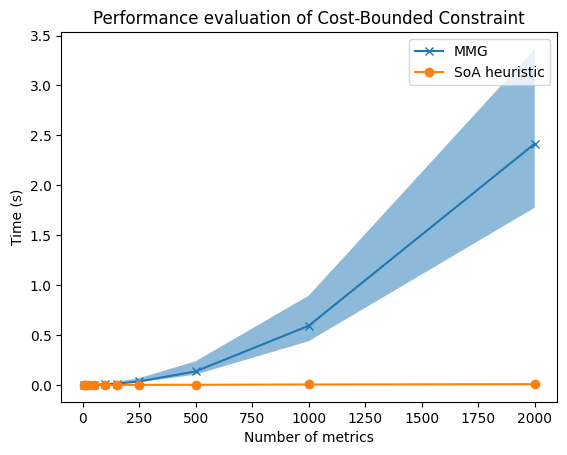 Performance evaluation of Cost-Bounded Constraint
MMG
SoA heuristic
Time (s)
3.5
3.0
2.5
2.0
1.5
1.0
0.5
0.0
0 250 500 750 1000 1250 1500 1750 2000
Number of metrics